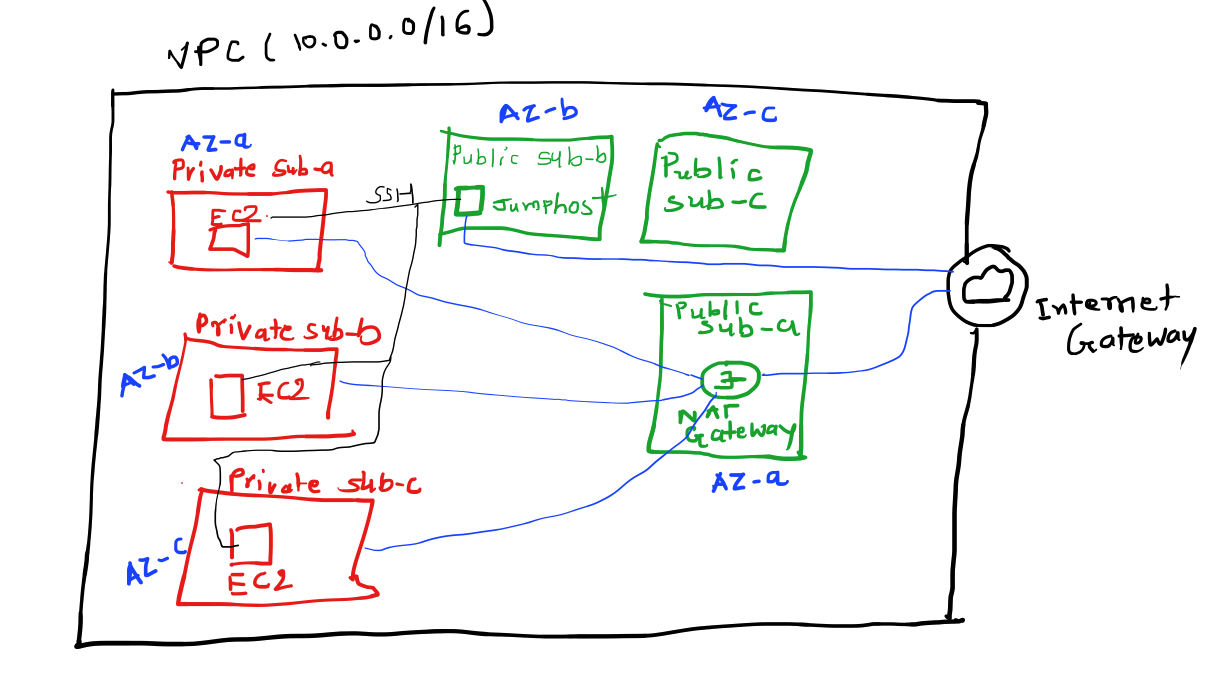 VPC ( 10.0.0.0/16)
AZ-a
Private sub-a
EC2
SSH
AZ-b
Public sub-b
Jumphost
AZ-c
Public
sub-c
Internet
Gateway
Public
sub-a
NAT
Gateway
AZ-a
Private sub-b
AZ-b
EC2
Private sub-c
AZ-c
EC2